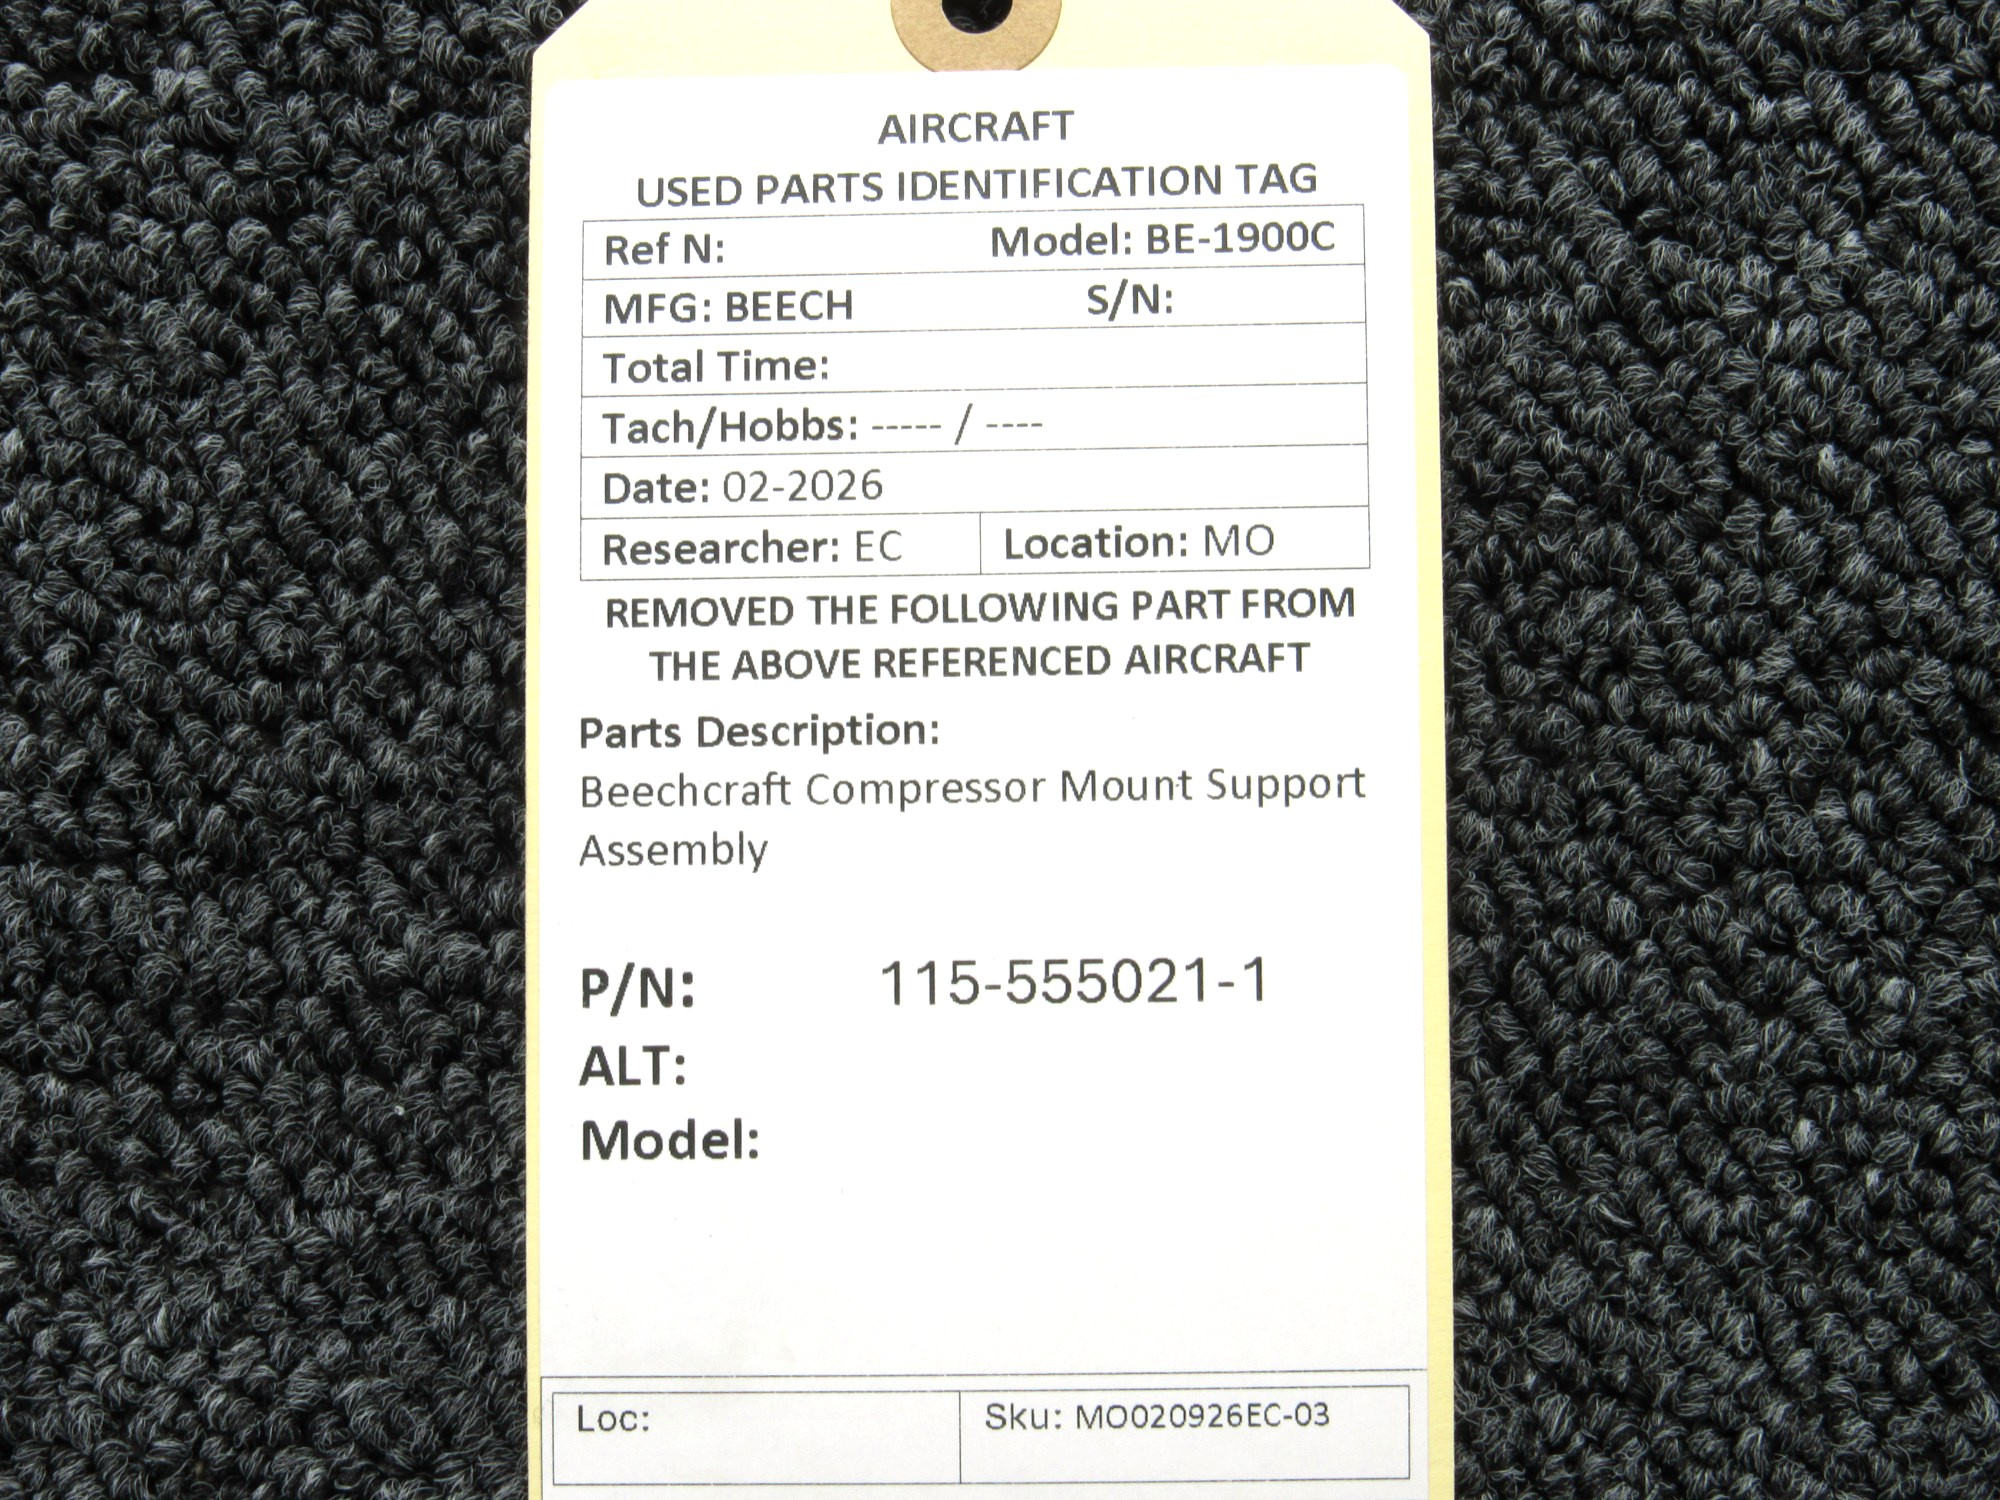 AIRCRAFT
USED PARTS IDENTIFICATION TAG
Ref N: Model: BE-1900C
MFG: BEECH S/N:
Total Time:
Tach/Hobbs: ----- / ----
Date: 02-2026
Researcher: EC Location: MO
REMOVED THE FOLLOWING PART FROM
THE ABOVE REFERENCED AIRCRAFT
Parts Description:
Beechcraft Compressor Mount Support
Assembly
P/N: 115-555021-1
ALT:
Model:
Loc: Sku: MO020926EC-03